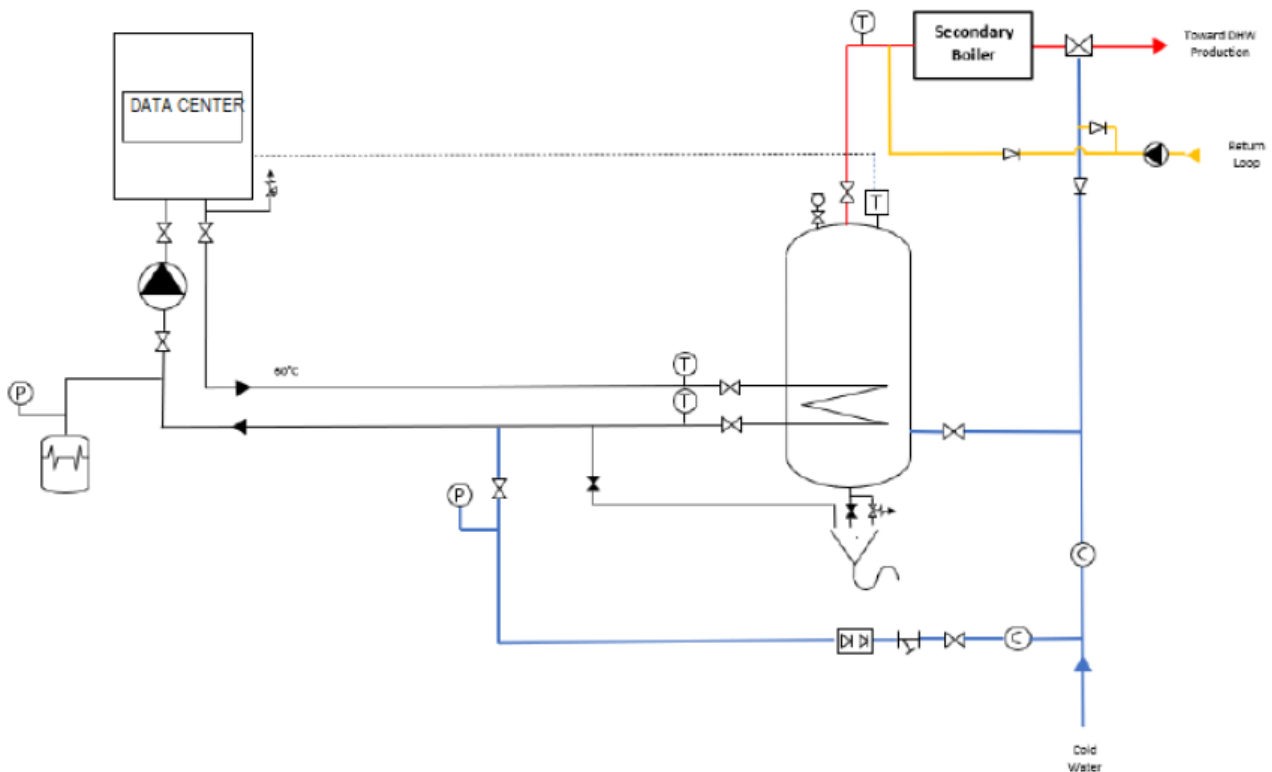 T
Secondary
Boiler
Toward DHW
Production
DATA CENTER
Return
Loop
T
P
60°C
T
T
P
C
C
Cold
Water